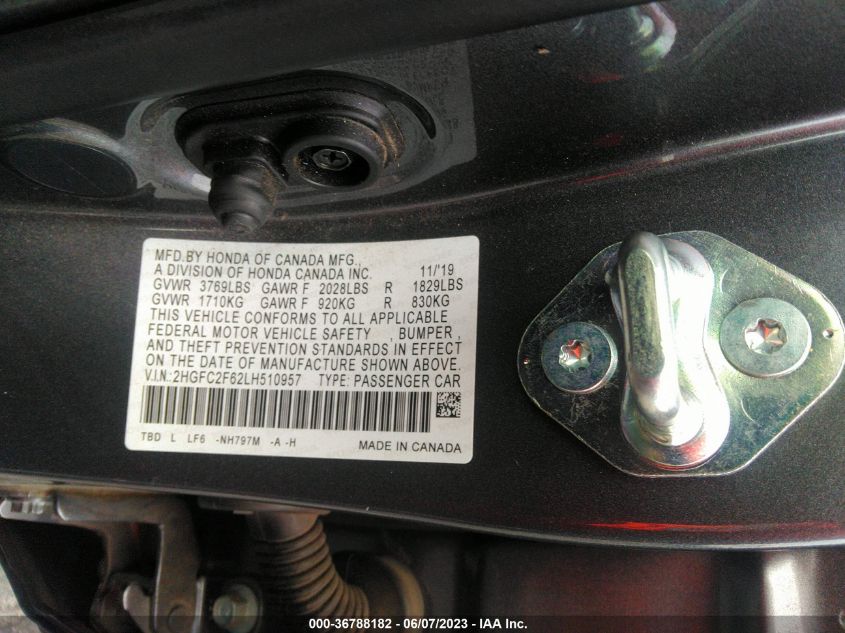 MFD.BY HONDA OF CANADA MFG.,
A DIVISION OF HONDA CANADA INC. 11/'19
GVWR 3769LBS GAWR F 2028LBS R 1829LBS
GVWR 1710KG GAWR F 920KG R 830KG
THIS VEHICLE CONFORMS TO ALL APPLICABLE
FEDERAL MOTOR VEHICLE SAFETY , BUMPER ,
AND THEFT PREVENTION STANDARDS IN EFFECT
ON THE DATE OF MANUFACTURE SHOWN ABOVE.
V.I.N.:2HGFC2F62LH510957 TYPE: PASSENGER CAR
TBD L LF6 -NH797M -A -H MADE IN CANADA
000-36788182 - 06/07/2023 - IAA Inc.